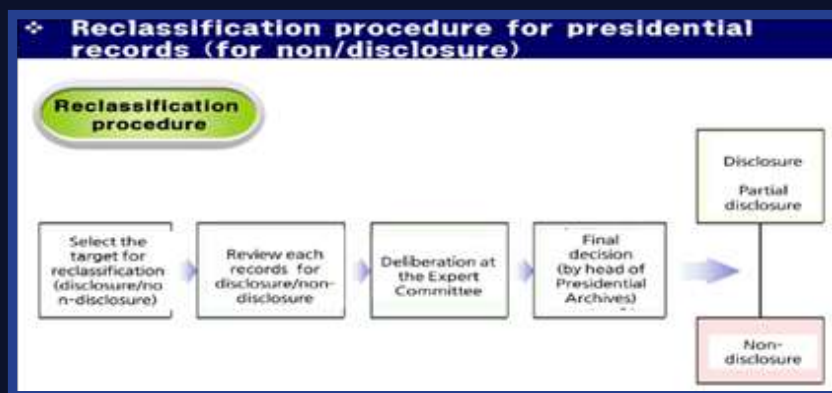 ❖ Reclassification procedure for presidential
records (for non/disclosure)
Reclassification
procedure
Select the
target for
reclassification
(disclosure/no
n-disclosure)
Review each
records for
disclosure/non-
disclosure
Deliberation at
the Expert
Committee
Final
decision
(by head of
Presidential
Archives)
Disclosure
Partial
disclosure
Non-
disclosure